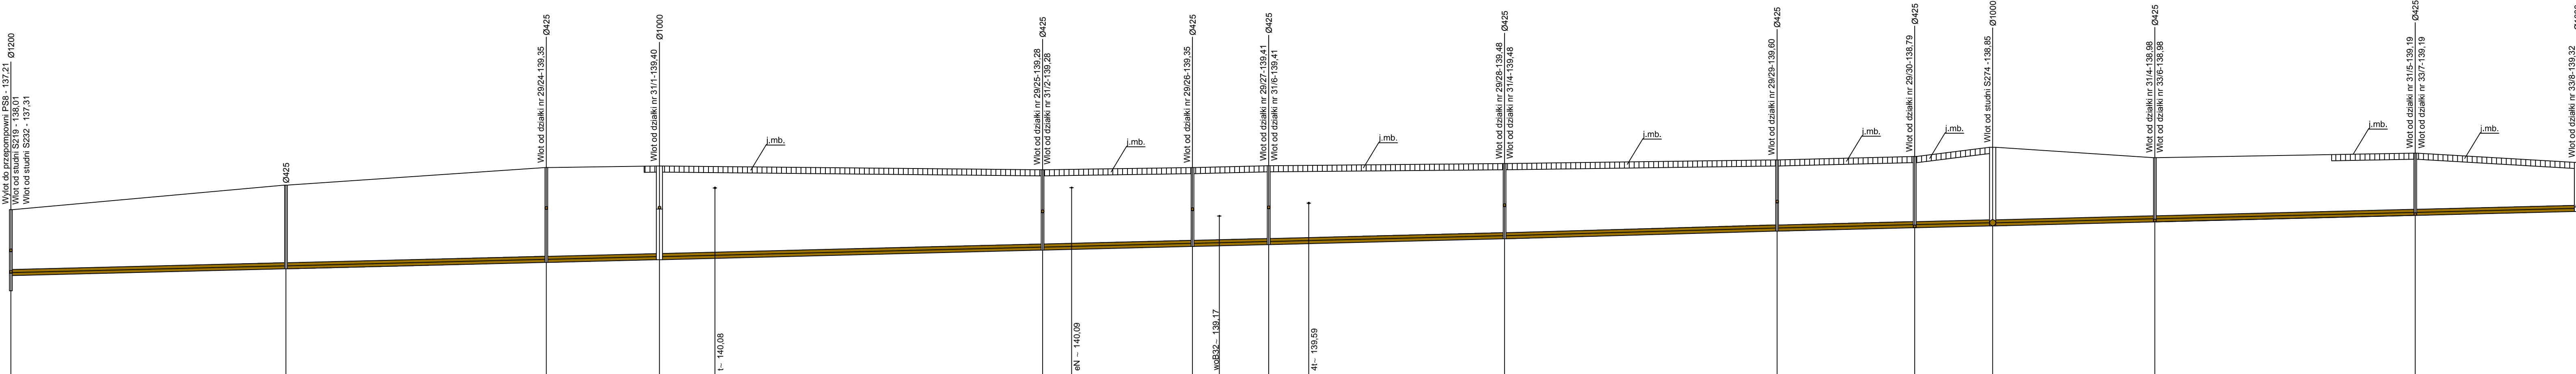 Ø1200
Wylot do przepompowni PS8 - 137,21
Wlot od studni S219 - 138,01
Wlot od studni S232 - 137,31
Ø425
Ø425
Wlot od działki nr 29/24-139,35
Ø1000
Wlot od działki nr 31/1-139,40
t– 140,08
j.mb.
Ø425
Wlot od działki nr 29/25-139,28
Wlot od działki nr 31/2-139,28
eN – 140,09
j.mb.
Ø425
Wlot od działki nr 29/26-139,35
woB32– 139,17
Ø425
Wlot od działki nr 29/27-139,41
Wlot od działki nr 31/6-139,41
4t– 139,59
j.mb.
Ø425
Wlot od działki nr 29/28-139,48
Wlot od działki nr 31/4-139,48
j.mb.
Ø425
Wlot od działki nr 29/29-139,60
j.mb.
Ø425
Wlot od działki nr 29/30-138,79
j.mb.
Ø1000
Wlot od studni S274 -138,85
Ø425
Wlot od działki nr 31/4-138,98
Wlot od działki nr 33/6-138,98
j.mb.
Ø425
Wlot od działki nr 31/5-139,19
Wlot od działki nr 33/7-139,19
j.mb.
Wlot od działki nr 33/8-139,32